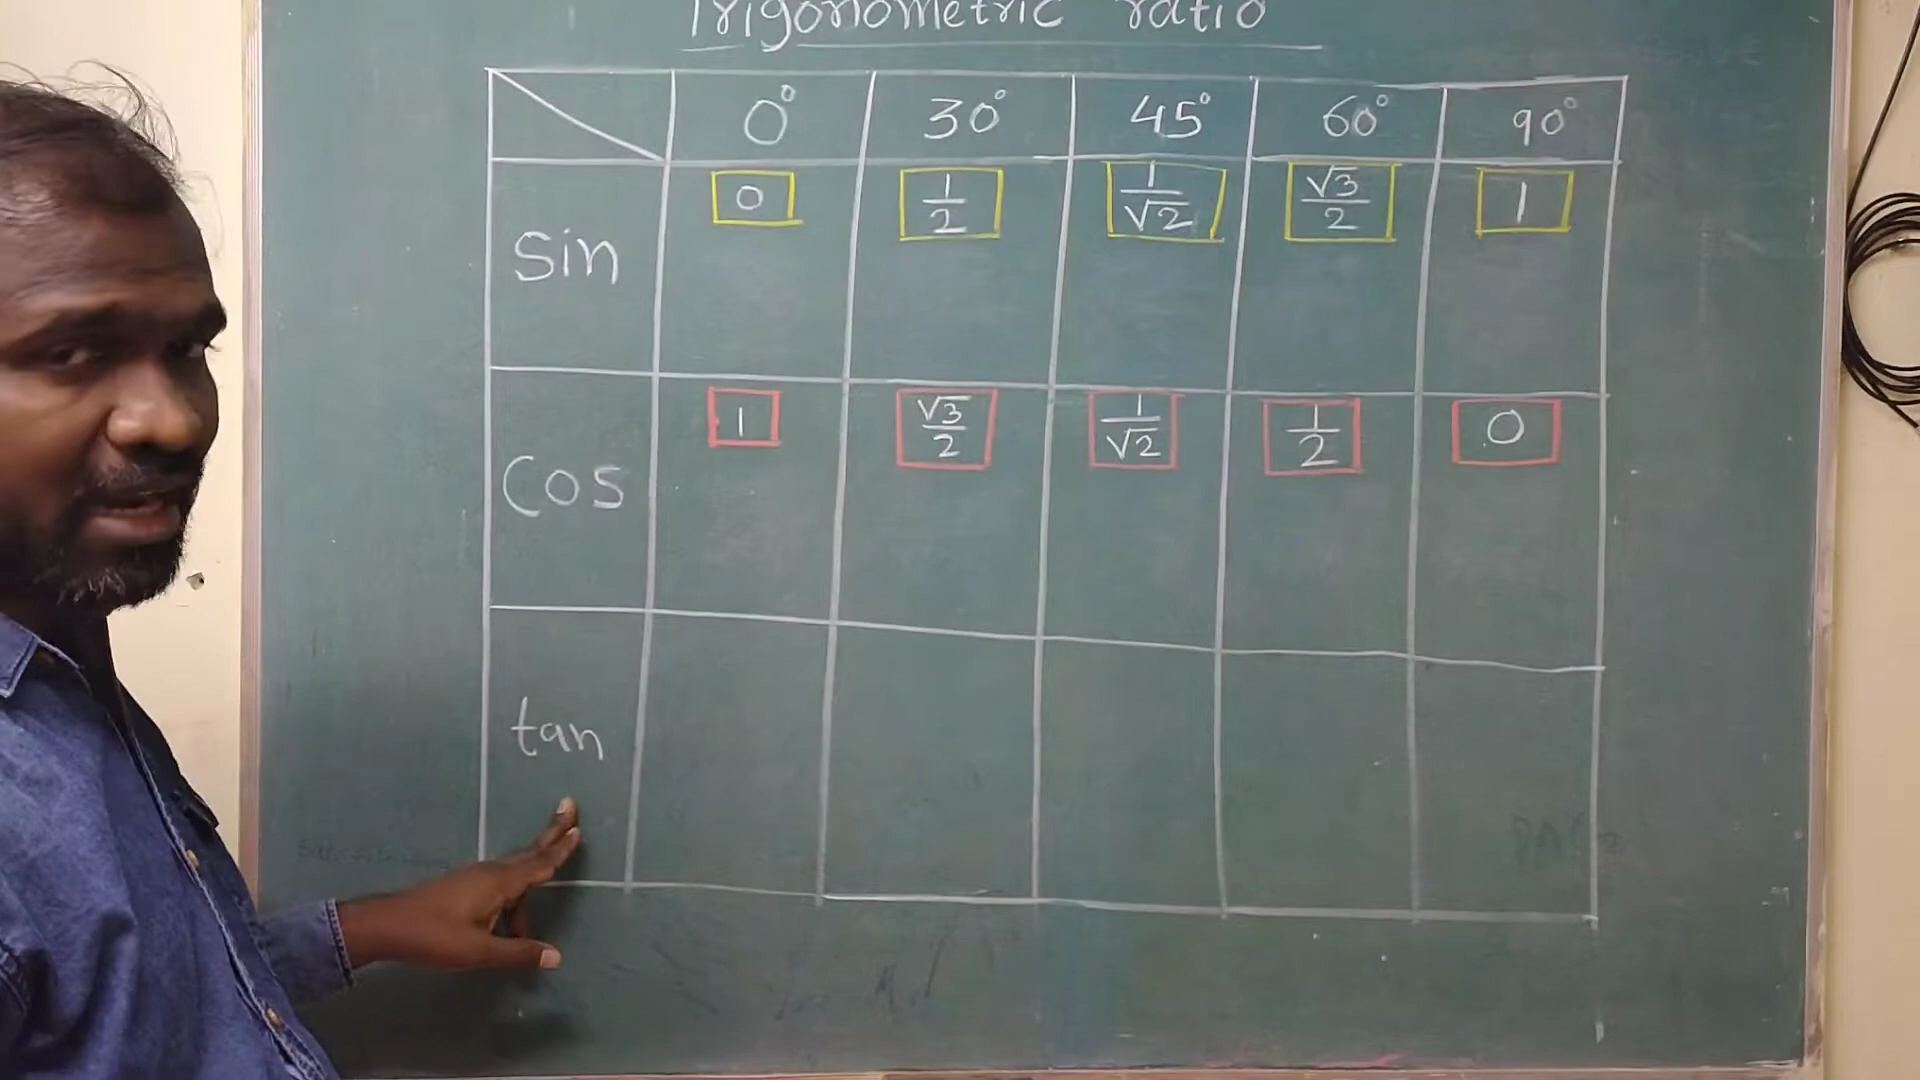 Trigonometric ratio
0° 30° 45° 60° 90°
sin 0 1/2 1/√2 √3/2 1
cos 1 √3/2 1/√2 1/2 0
tan